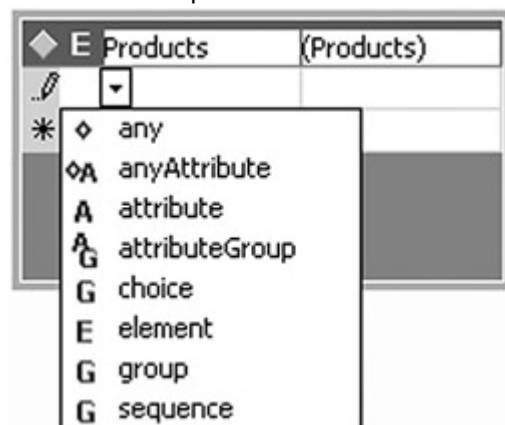 E Products (Products)
any
A anyAttribute
A attribute
A G attributeGroup
G choice
E element
G group
G sequence